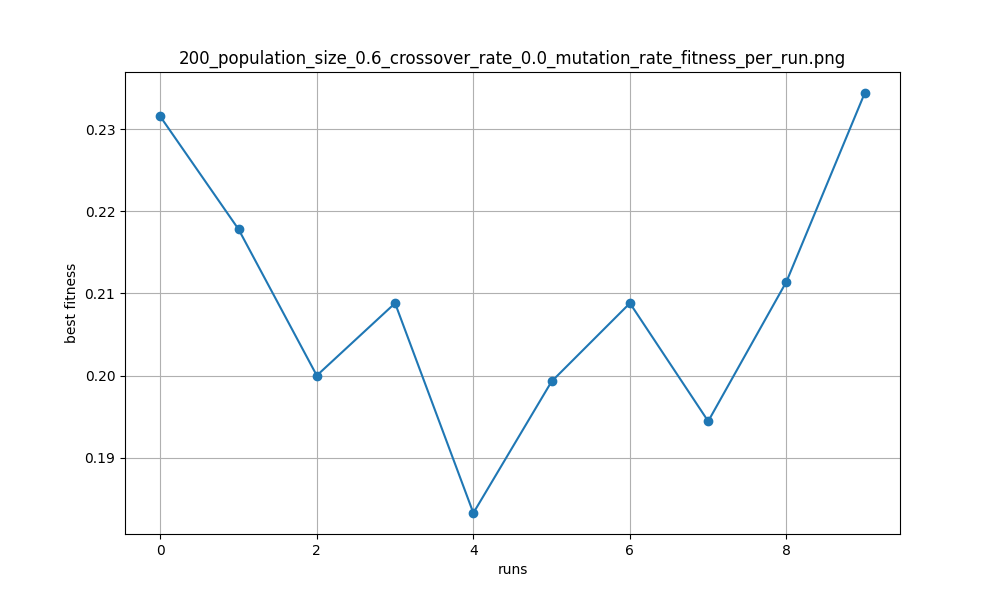 200_population_size_0.6_crossover_rate_0.0_mutation_rate_fitness_per_run.png
0.23
0.22
0.21
0.20
0.19
best fitness
0 2 4 6 8
runs